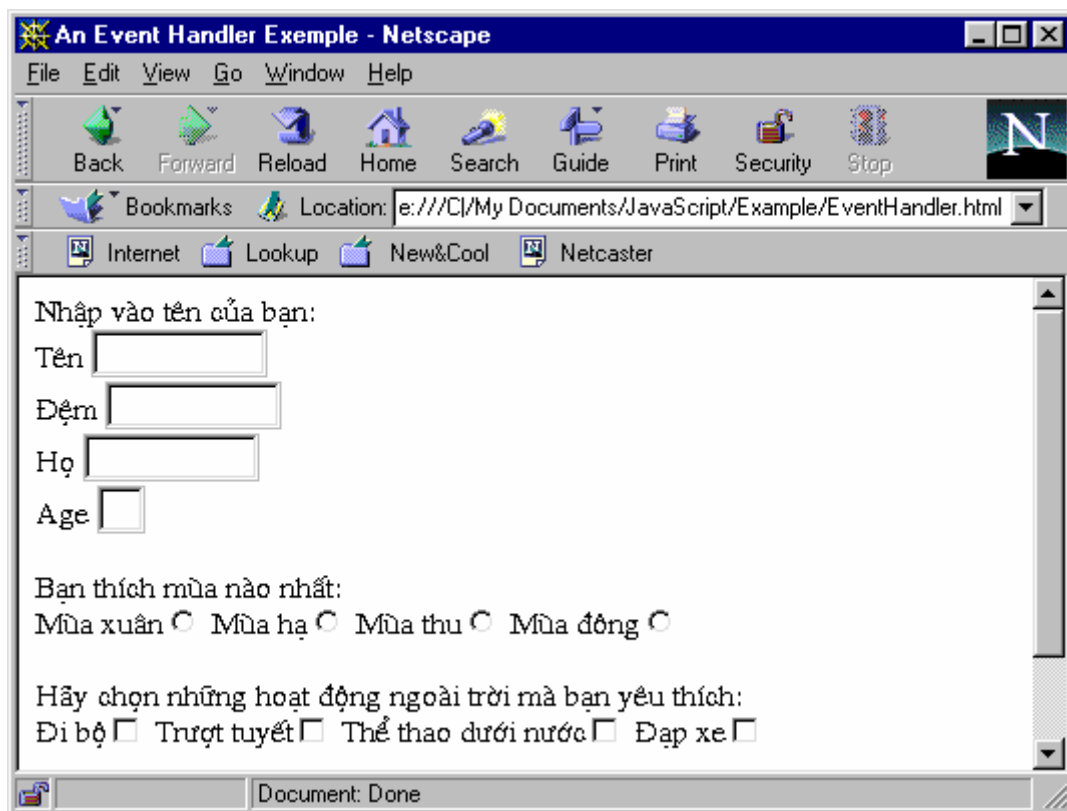 An Event Handler Exemple - Netscape
File Edit View Go Window Help
Back Forward Reload Home Search Guide Print Security Stop
N
Bookmarks Location: e:///C|/My Documents/JavaScript/Example/EventHandler.html
Internet Lookup New&Cool Netcaster
Nhập vào tên của bạn:
Tên
Đệm
Họ
Age
Bạn thích mùa nào nhất:
Mùa xuân Mùa hạ Mùa thu Mùa đông
Hãy chọn những hoạt động ngoài trời mà bạn yêu thích:
Đi bộ Trượt tuyết Thể thao dưới nước Đạp xe
Document: Done